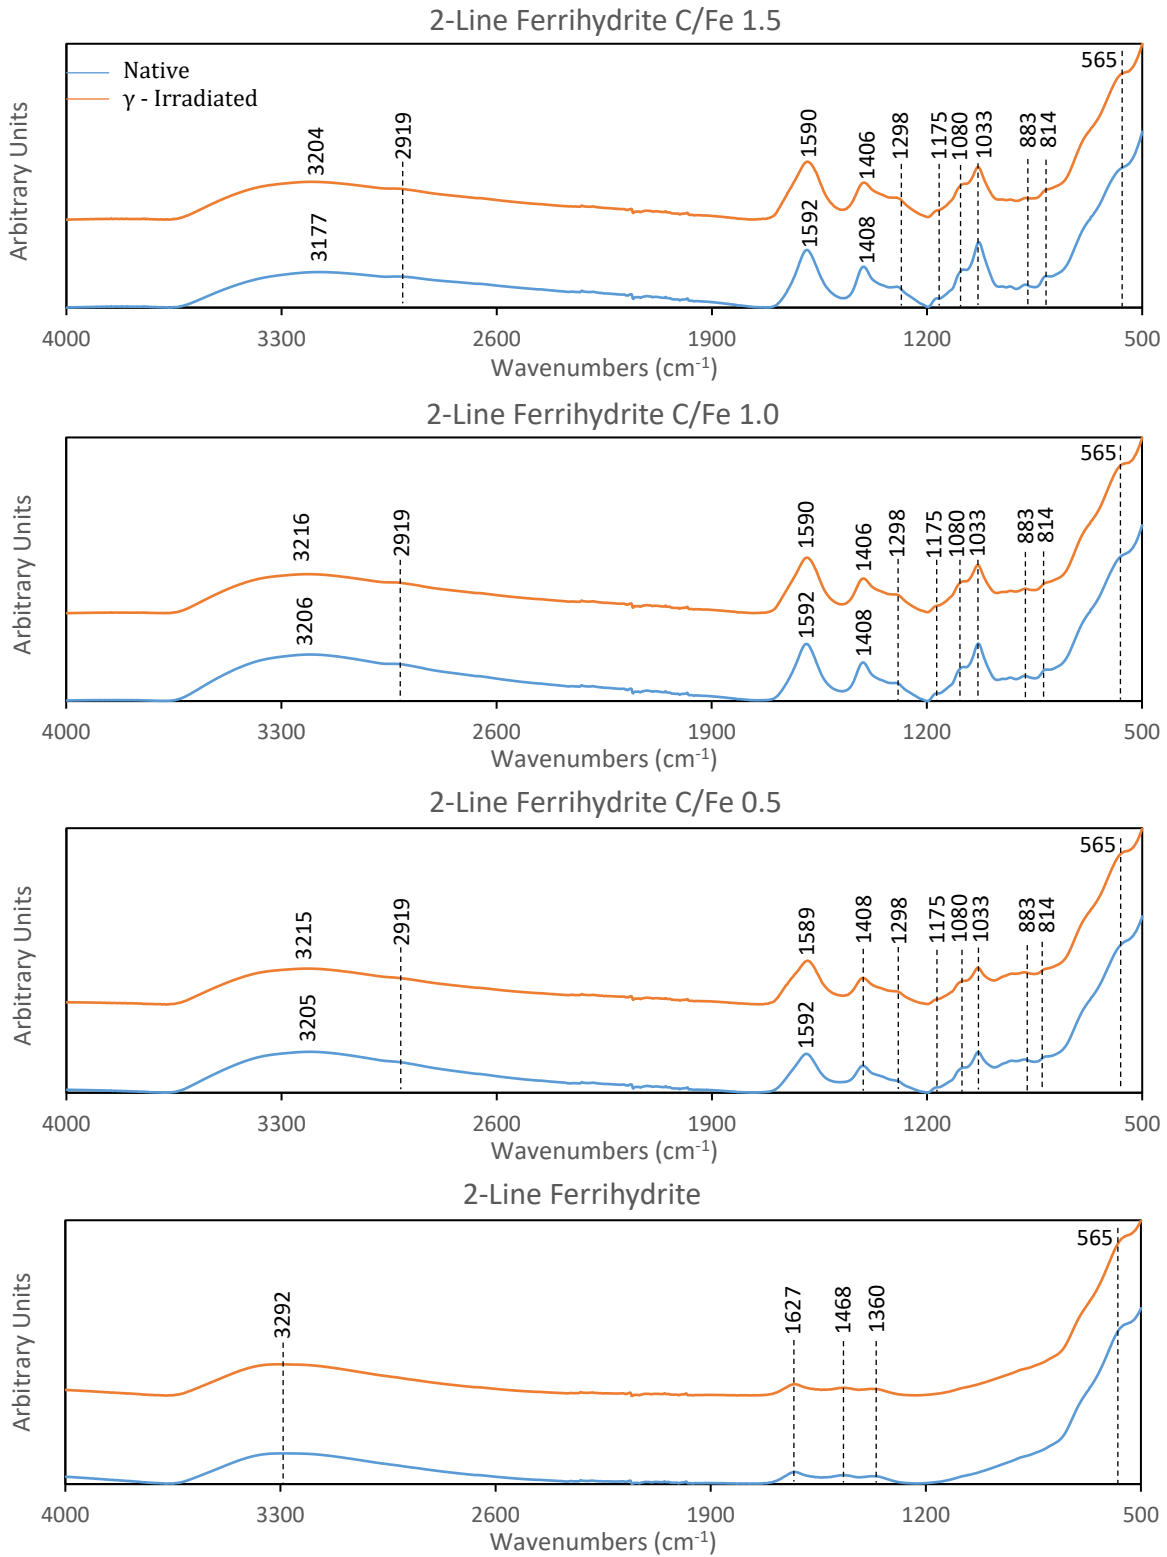 2-Line Ferrihydrite C/Fe 1.5
Native
γ - Irradiated
565
3204
2919
1590
1406
1298
1175
1080
1033
883
814
3177
1592
1408
Arbitrary Units
4000 3300 2600 1900 1200 500
Wavenumbers (cm⁻¹)
2-Line Ferrihydrite C/Fe 1.0
565
3216
2919
1590
1406
1298
1175
1080
1033
883
814
3206
1592
1408
Arbitrary Units
4000 3300 2600 1900 1200 500
Wavenumbers (cm⁻¹)
2-Line Ferrihydrite C/Fe 0.5
565
3215
2919
1589
1408
1298
1175
1080
1033
883
814
3205
1592
Arbitrary Units
4000 3300 2600 1900 1200 500
Wavenumbers (cm⁻¹)
2-Line Ferrihydrite
565
3292
1627
1468
1360
Arbitrary Units
4000 3300 2600 1900 1200 500
Wavenumbers (cm⁻¹)